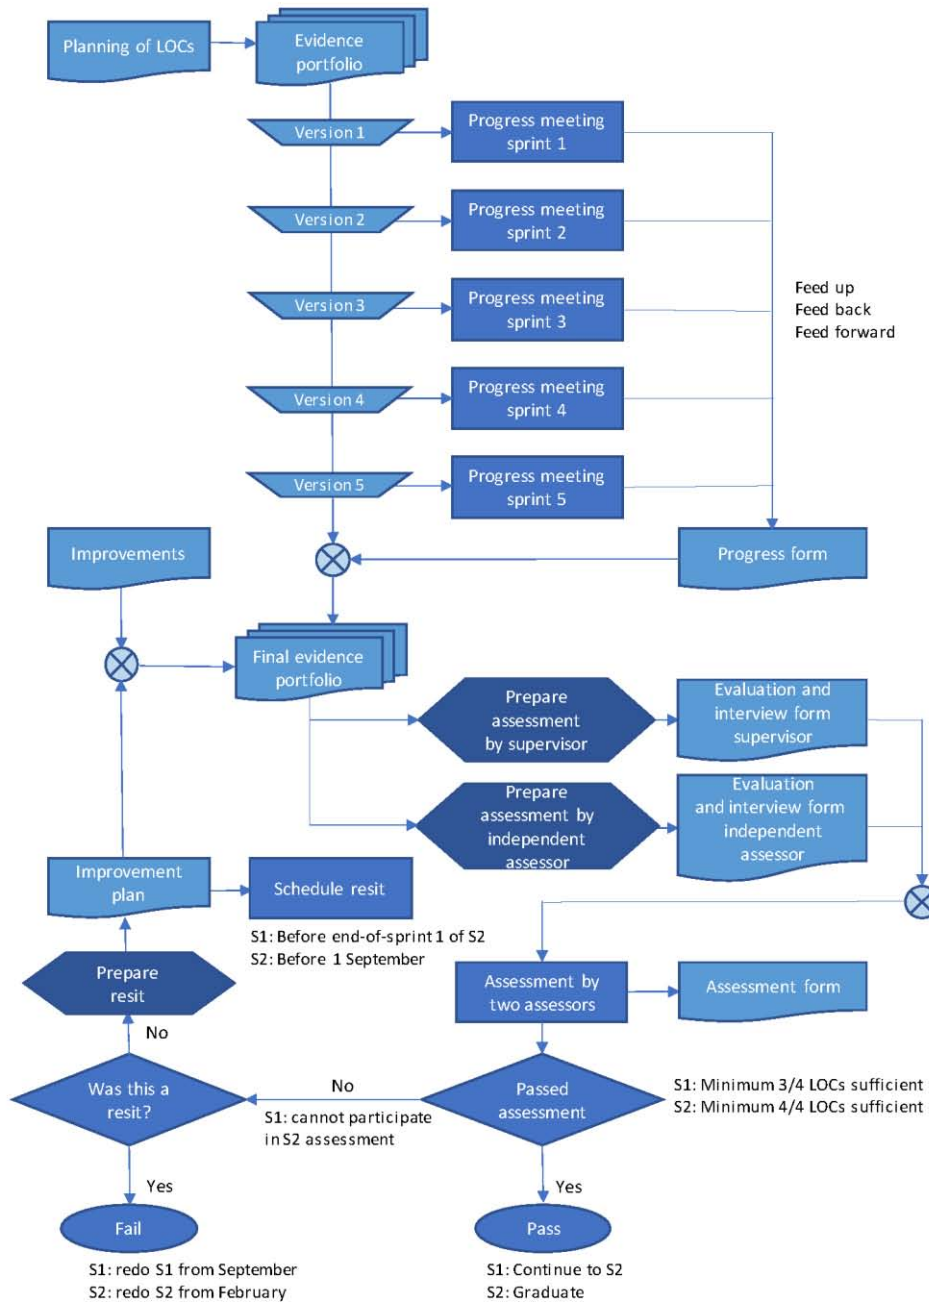 Planning of LOCs
Evidence
portfolio
Version 1
Progress meeting
sprint 1
Version 2
Progress meeting
sprint 2
Version 3
Progress meeting
sprint 3
Feed up
Feed back
Feed forward
Version 4
Progress meeting
sprint 4
Version 5
Progress meeting
sprint 5
Improvements
Progress form
Final evidence
portfolio
Prepare
assessment
by supervisor
Evaluation and
interview form
supervisor
Prepare
assessment by
independent
assessor
Evaluation
and interview form
independent
assessor
Improvement
plan
Schedule resit
S1: Before end-of-sprint 1 of S2
S2: Before 1 September
Prepare
resit
Assessment by
two assessors
Assessment form
No
Was this a
resit?
No
S1: cannot participate
in S2 assessment
Passed
assessment
S1: Minimum 3/4 LOCs sufficient
S2: Minimum 4/4 LOCs sufficient
Yes
Yes
Fail
Pass
S1: redo S1 from September
S2: redo S2 from February
S1: Continue to S2
S2: Graduate